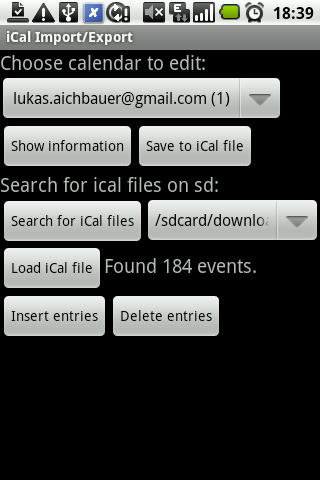 18:39
iCal Import/Export
Choose calendar to edit:
lukas.aichbauer@gmail.com (1)
Show information Save to iCal file
Search for ical files on sd:
Search for iCal files /sdcard/downloa
Load iCal file Found 184 events.
Insert entries Delete entries